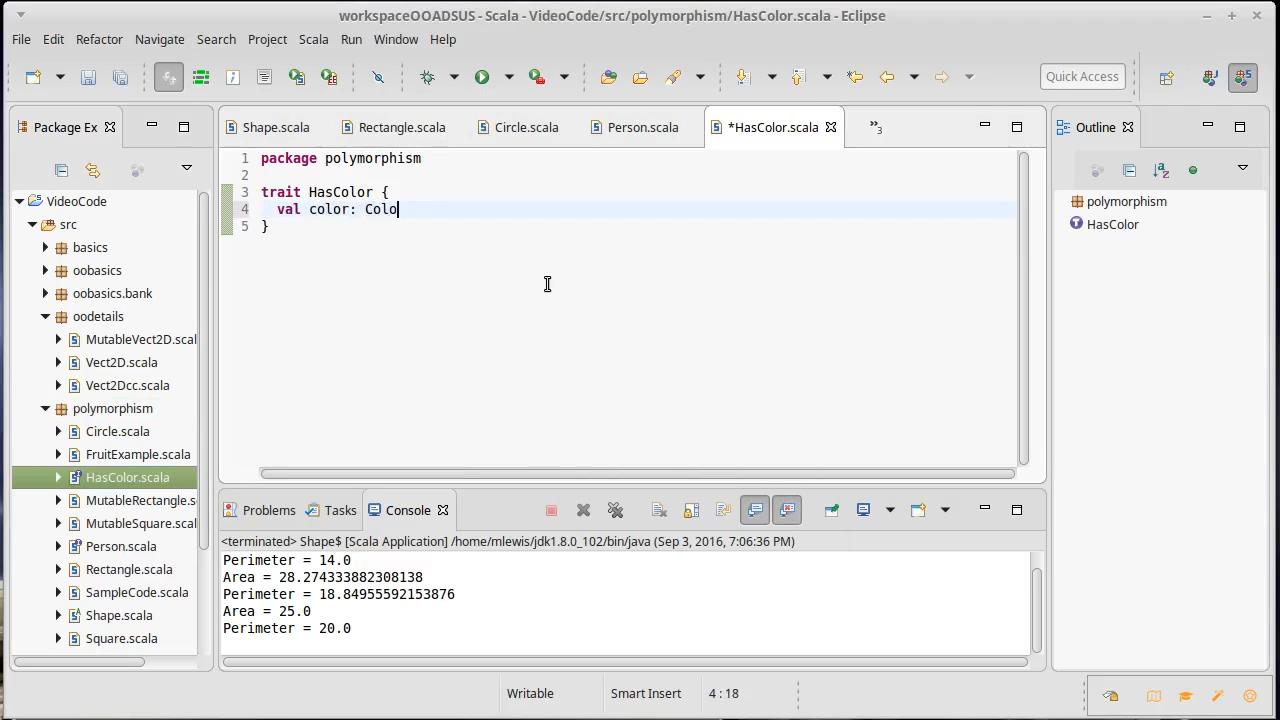 workspaceOOADSUS - Scala - VideoCode/src/polymorphism/HasColor.scala - Eclipse
File Edit Refactor Navigate Search Project Scala Run Window Help
Quick Access
Package Ex
Shape.scala Rectangle.scala Circle.scala Person.scala *HasColor.scala »3
Outline
VideoCode
src
basics
oobasics
oobasics.bank
oodetails
MutableVect2D.scal
Vect2D.scala
Vect2Dcc.scala
polymorphism
Circle.scala
FruitExample.scala
HasColor.scala
MutableRectangle.s
MutableSquare.scal
Person.scala
Rectangle.scala
SampleCode.scala
Shape.scala
Square.scala
1 package polymorphism
2
3 trait HasColor {
4 val color: Colo
5 }
polymorphism
HasColor
Problems Tasks Console
<terminated> Shape$ [Scala Application] /home/mlewis/jdk1.8.0_102/bin/java (Sep 3, 2016, 7:06:36 PM)
Perimeter = 14.0
Area = 28.274333882308138
Perimeter = 18.84955592153876
Area = 25.0
Perimeter = 20.0
Writable Smart Insert 4 : 18